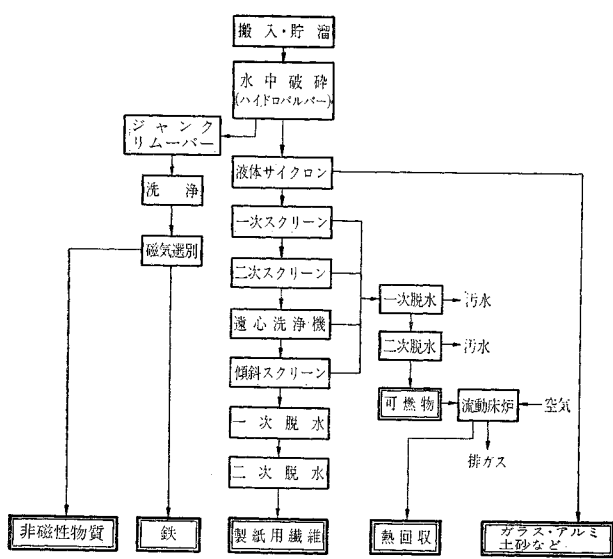 搬入・貯溜
水中破砕
(ハイドロパルパー)
ジャンク
リムーバー
液体サイクロン
洗浄
一次スクリーン
磁気選別
二次スクリーン
一次脱水
汚水
遠心洗浄機
二次脱水
汚水
傾斜スクリーン
可燃物
流動床炉
空気
一次脱水
排ガス
二次脱水
非磁性物質
鉄
製紙用繊維
熱回収
ガラス・アルミ
土砂など